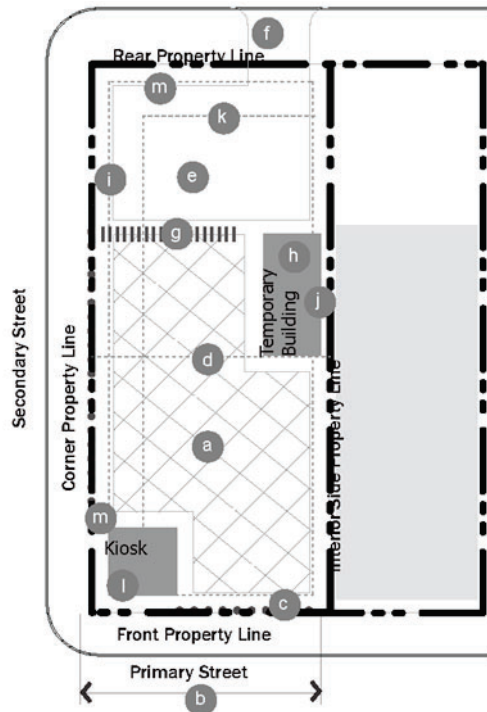 f
Rear Property Line
m
k
i
e
g
h
Temporary
Building
j
Secondary Street
Corner Property Line
d
Interior Side Property Line
a
m
Kiosk
l
c
Front Property Line
Primary Street
b